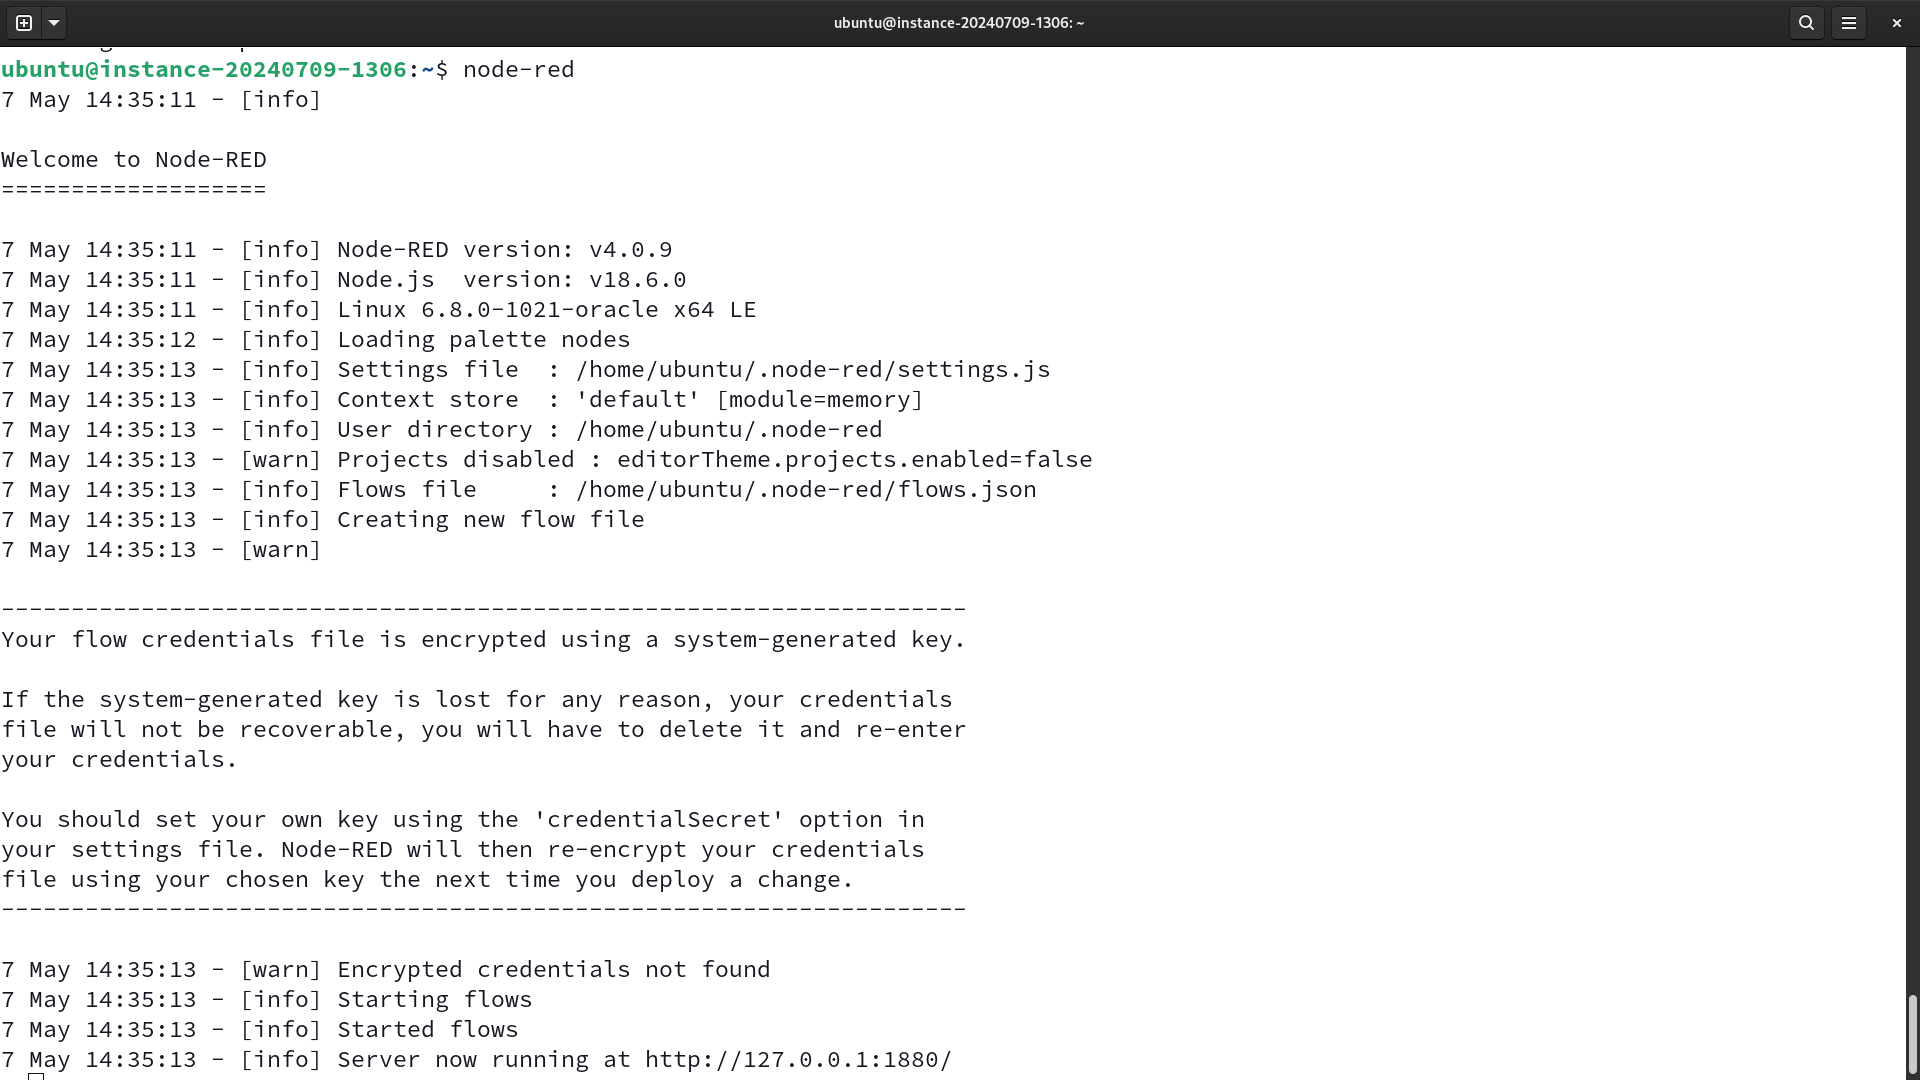 ubuntu@instance-20240709-1306: ~
ubuntu@instance-20240709-1306:~$ node-red
7 May 14:35:11 - [info]
Welcome to Node-RED
===================
7 May 14:35:11 - [info] Node-RED version: v4.0.9
7 May 14:35:11 - [info] Node.js  version: v18.6.0
7 May 14:35:11 - [info] Linux 6.8.0-1021-oracle x64 LE
7 May 14:35:12 - [info] Loading palette nodes
7 May 14:35:13 - [info] Settings file  : /home/ubuntu/.node-red/settings.js
7 May 14:35:13 - [info] Context store  : 'default' [module=memory]
7 May 14:35:13 - [info] User directory : /home/ubuntu/.node-red
7 May 14:35:13 - [warn] Projects disabled : editorTheme.projects.enabled=false
7 May 14:35:13 - [info] Flows file     : /home/ubuntu/.node-red/flows.json
7 May 14:35:13 - [info] Creating new flow file
7 May 14:35:13 - [warn]
---------------------------------------------------------------------
Your flow credentials file is encrypted using a system-generated key.
If the system-generated key is lost for any reason, your credentials
file will not be recoverable, you will have to delete it and re-enter
your credentials.
You should set your own key using the 'credentialSecret' option in
your settings file. Node-RED will then re-encrypt your credentials
file using your chosen key the next time you deploy a change.
---------------------------------------------------------------------
7 May 14:35:13 - [warn] Encrypted credentials not found
7 May 14:35:13 - [info] Starting flows
7 May 14:35:13 - [info] Started flows
7 May 14:35:13 - [info] Server now running at http://127.0.0.1:1880/